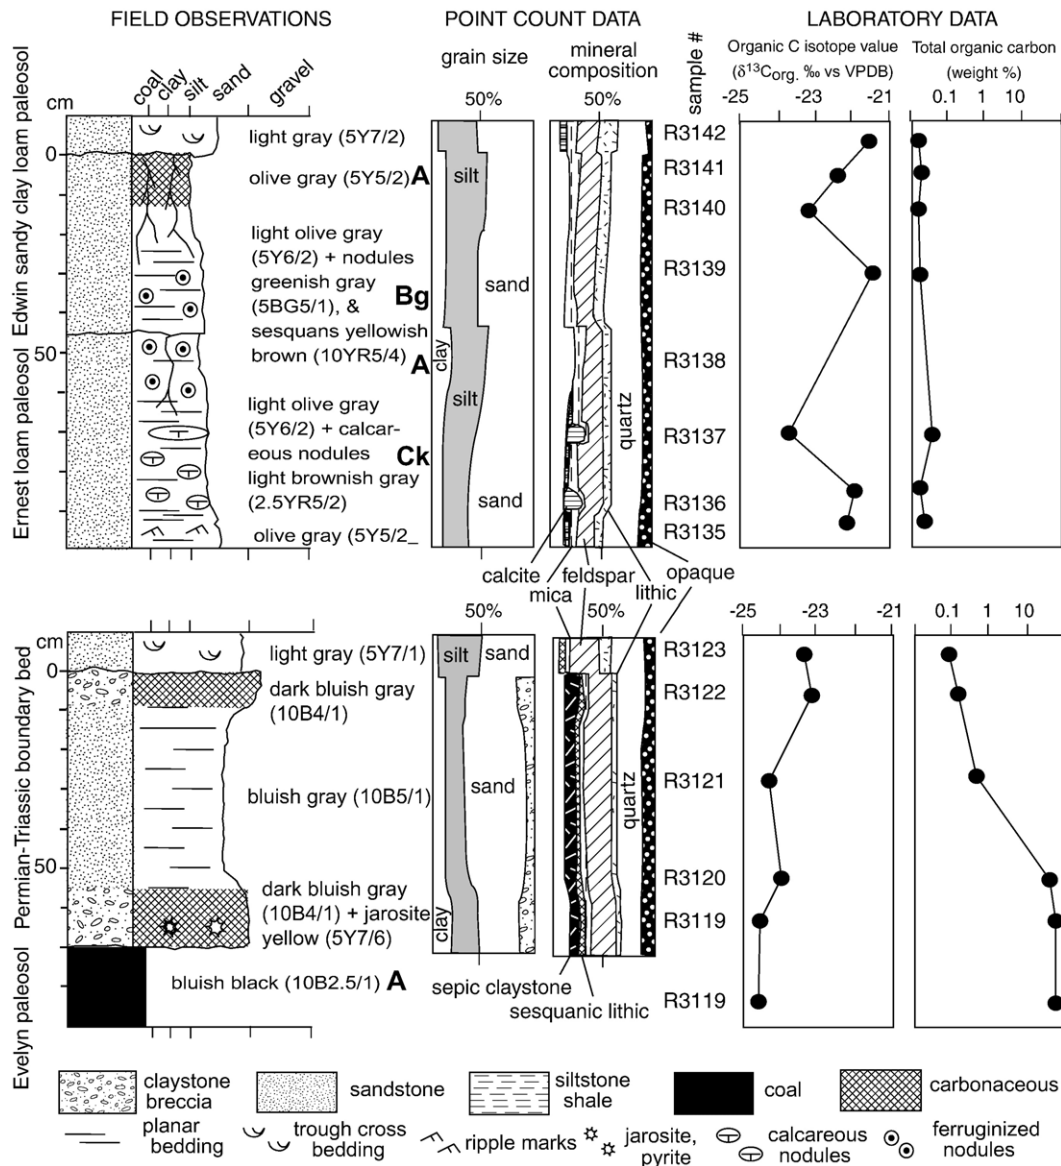 FIELD OBSERVATIONS
POINT COUNT DATA
LABORATORY DATA
grain size
mineral composition
sample #
Organic C isotope value
(δ13Corg. ‰ vs VPDB)
Total organic carbon
(weight %)
cm
coal
clay
silt
sand
gravel
50%
50%
-25 -23 -21
0.1 1 10
Edwin sandy clay loam paleosol
Ernest loam paleosol
0
50
light gray (5Y7/2)
olive gray (5Y5/2) A
light olive gray
(5Y6/2) + nodules
greenish gray
(5BG5/1), & Bg
sesquans yellowish
brown (10YR5/4) A
light olive gray
(5Y6/2) + calcar-
eous nodules Ck
light brownish gray
(2.5YR5/2)
olive gray (5Y5/2_
silt
sand
clay
silt
sand
quartz
R3142
R3141
R3140
R3139
R3138
R3137
R3136
R3135
calcite
mica
feldspar
lithic
opaque
50%
50%
-25 -23 -21
0.1 1 10
Permian-Triassic boundary bed
Evelyn paleosol
cm
0
50
light gray (5Y7/1)
dark bluish gray
(10B4/1)
bluish gray (10B5/1)
dark bluish gray
(10B4/1) + jarosite
yellow (5Y7/6)
bluish black (10B2.5/1) A
silt
sand
sand
clay
quartz
R3123
R3122
R3121
R3120
R3119
R3119
sepic claystone
sesquanic lithic
claystone
breccia
sandstone
siltstone
shale
coal
carbonaceous
planar
bedding
trough cross
bedding
ripple marks
jarosite,
pyrite
calcareous
nodules
ferruginized
nodules